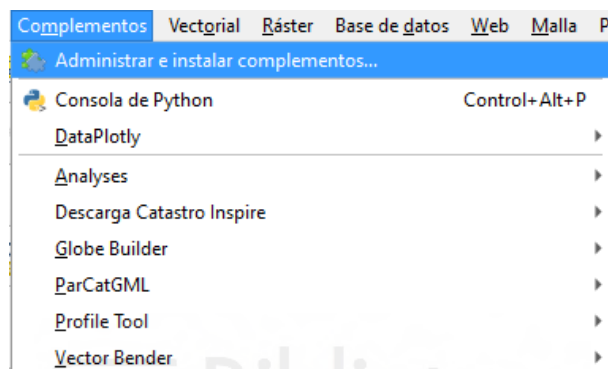 Complementos Vectorial Ráster Base de datos Web Malla P
Administrar e instalar complementos...
Consola de Python Control+Alt+P
DataPlotly
Analyses
Descarga Catastro Inspire
Globe Builder
ParCatGML
Profile Tool
Vector Bender